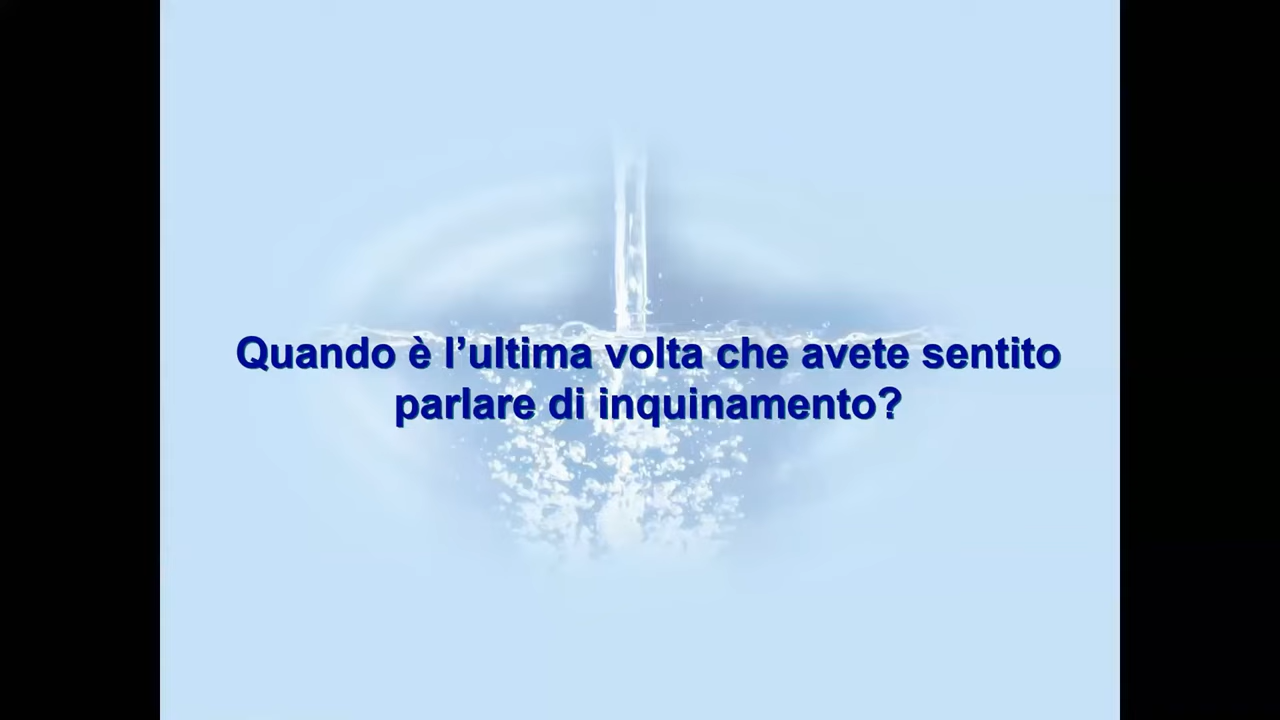 Quando è l’ultima volta che avete sentito
parlare di inquinamento?